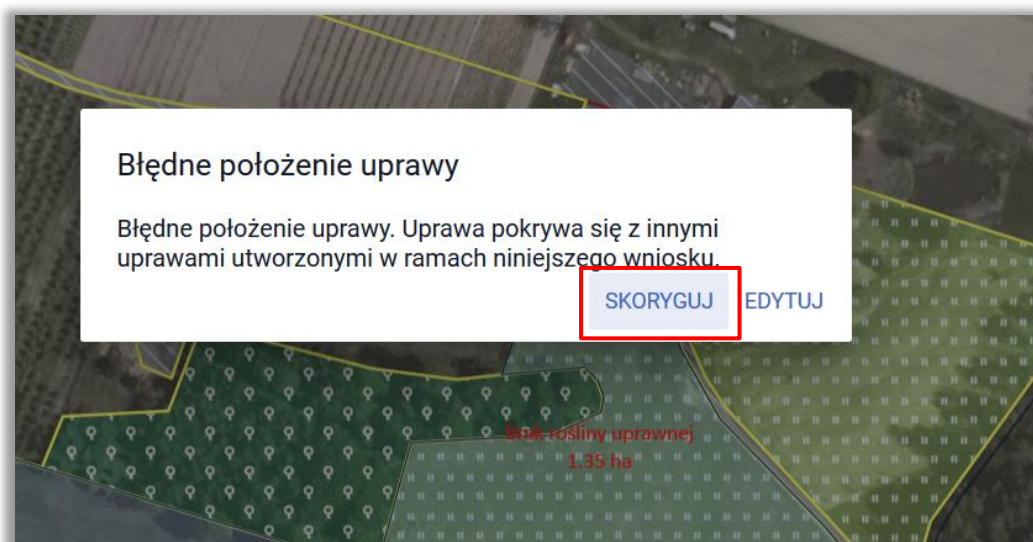 Błędne położenie uprawy
Błędne położenie uprawy. Uprawa pokrywa się z innymi
uprawami utworzonymi w ramach niniejszego wniosku.
SKORYGUJ EDYTUJ
Brak rośliny uprawnej
1.35 ha